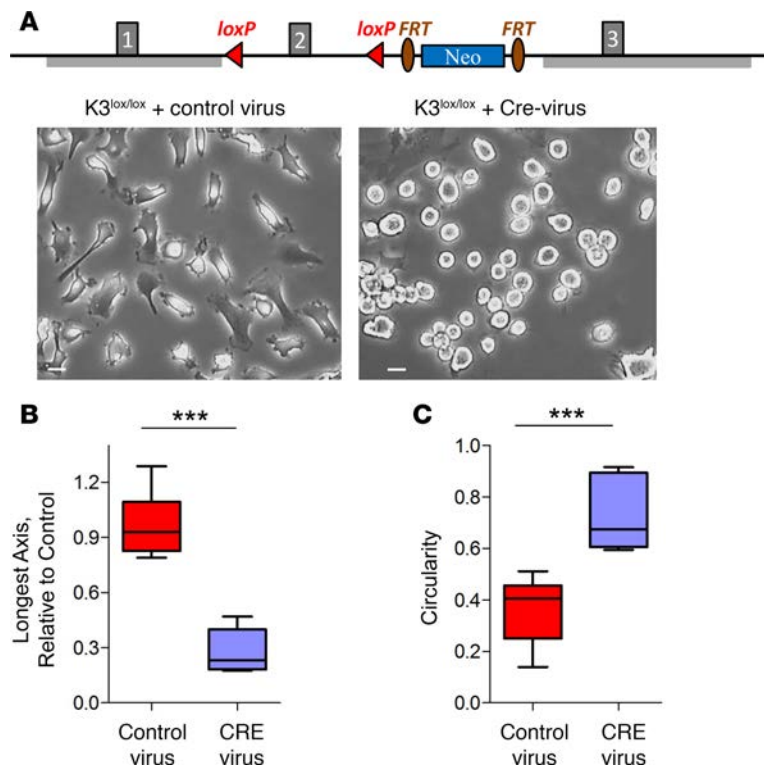 A
loxP
loxP
FRT
FRT
1
2
Neo
3
K3lox/lox + control virus
K3lox/lox + Cre-virus
B
***
1.2
0.9
0.6
0.3
0.0
Longest Axis,
Relative to Control
Control
virus
CRE
virus
C
***
1.0
0.8
0.6
0.4
0.2
0.0
Circularity
Control
virus
CRE
virus